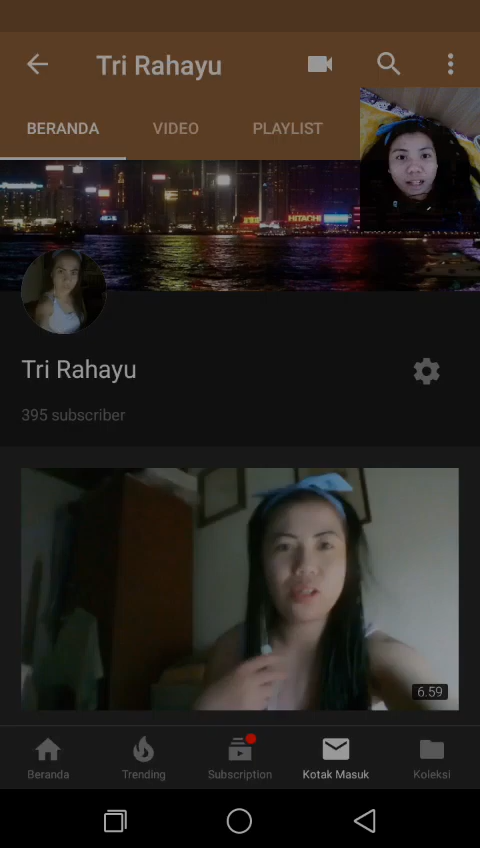 Tri Rahayu
BERANDA VIDEO PLAYLIST
HITACHI
Tri Rahayu
395 subscriber
6.59
Beranda Trending Subscription Kotak Masuk Koleksi